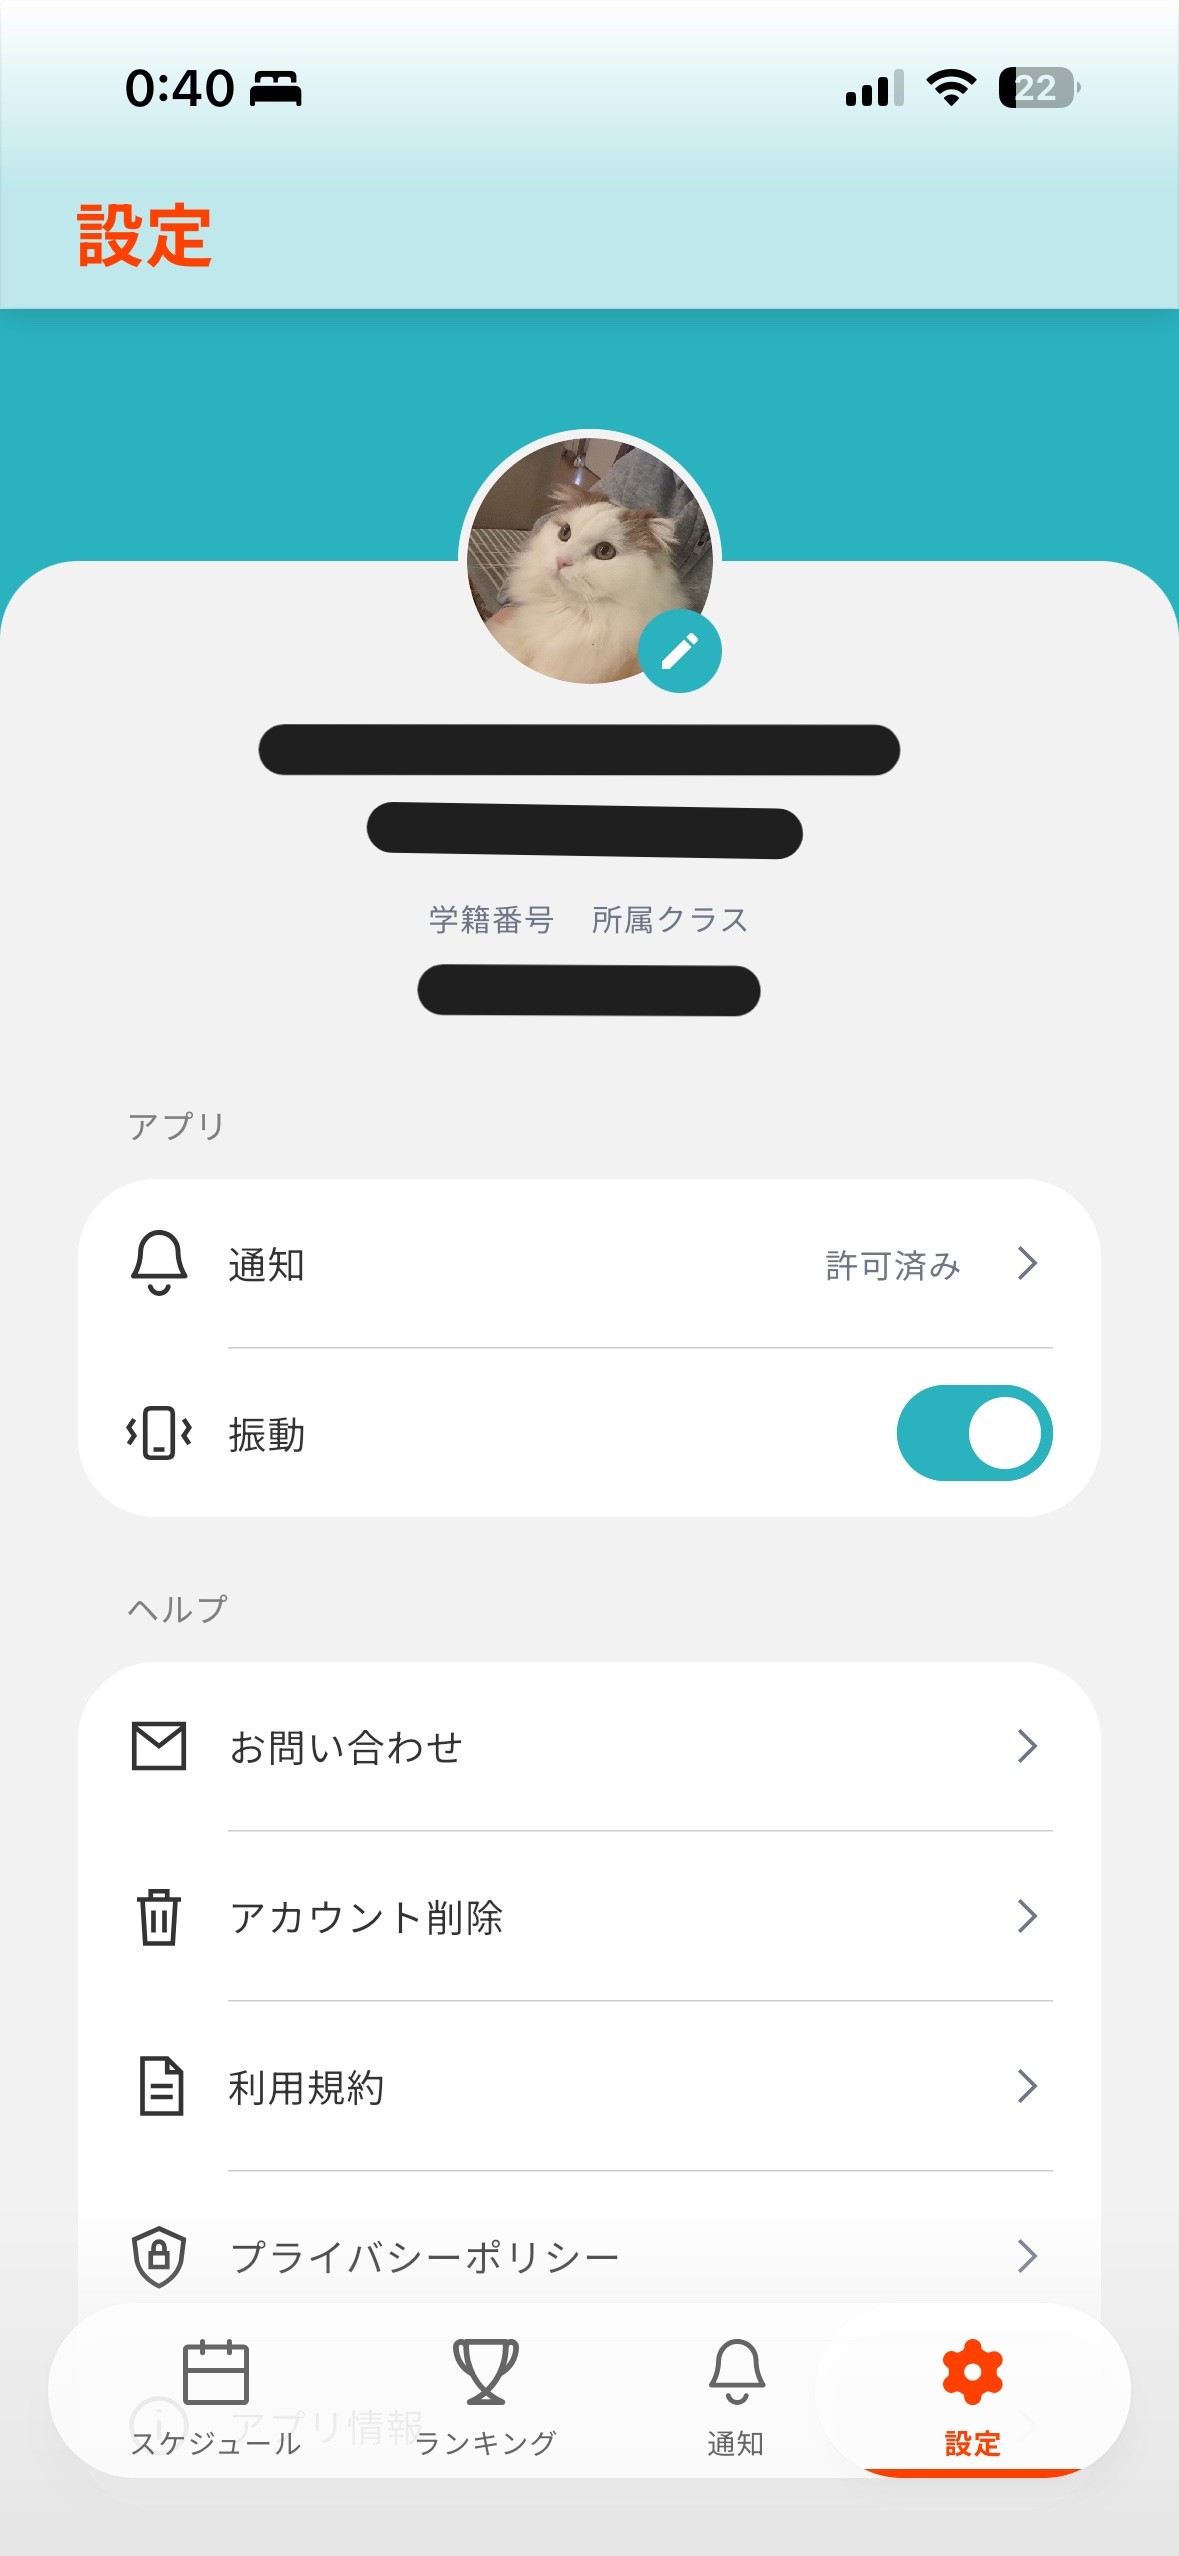 0:40
22
設定
学籍番号 所属クラス
アプリ
通知 許可済み
振動
ヘルプ
お問い合わせ
アカウント削除
利用規約
プライバシーポリシー
アプリ情報
スケジュール ランキング 通知 設定